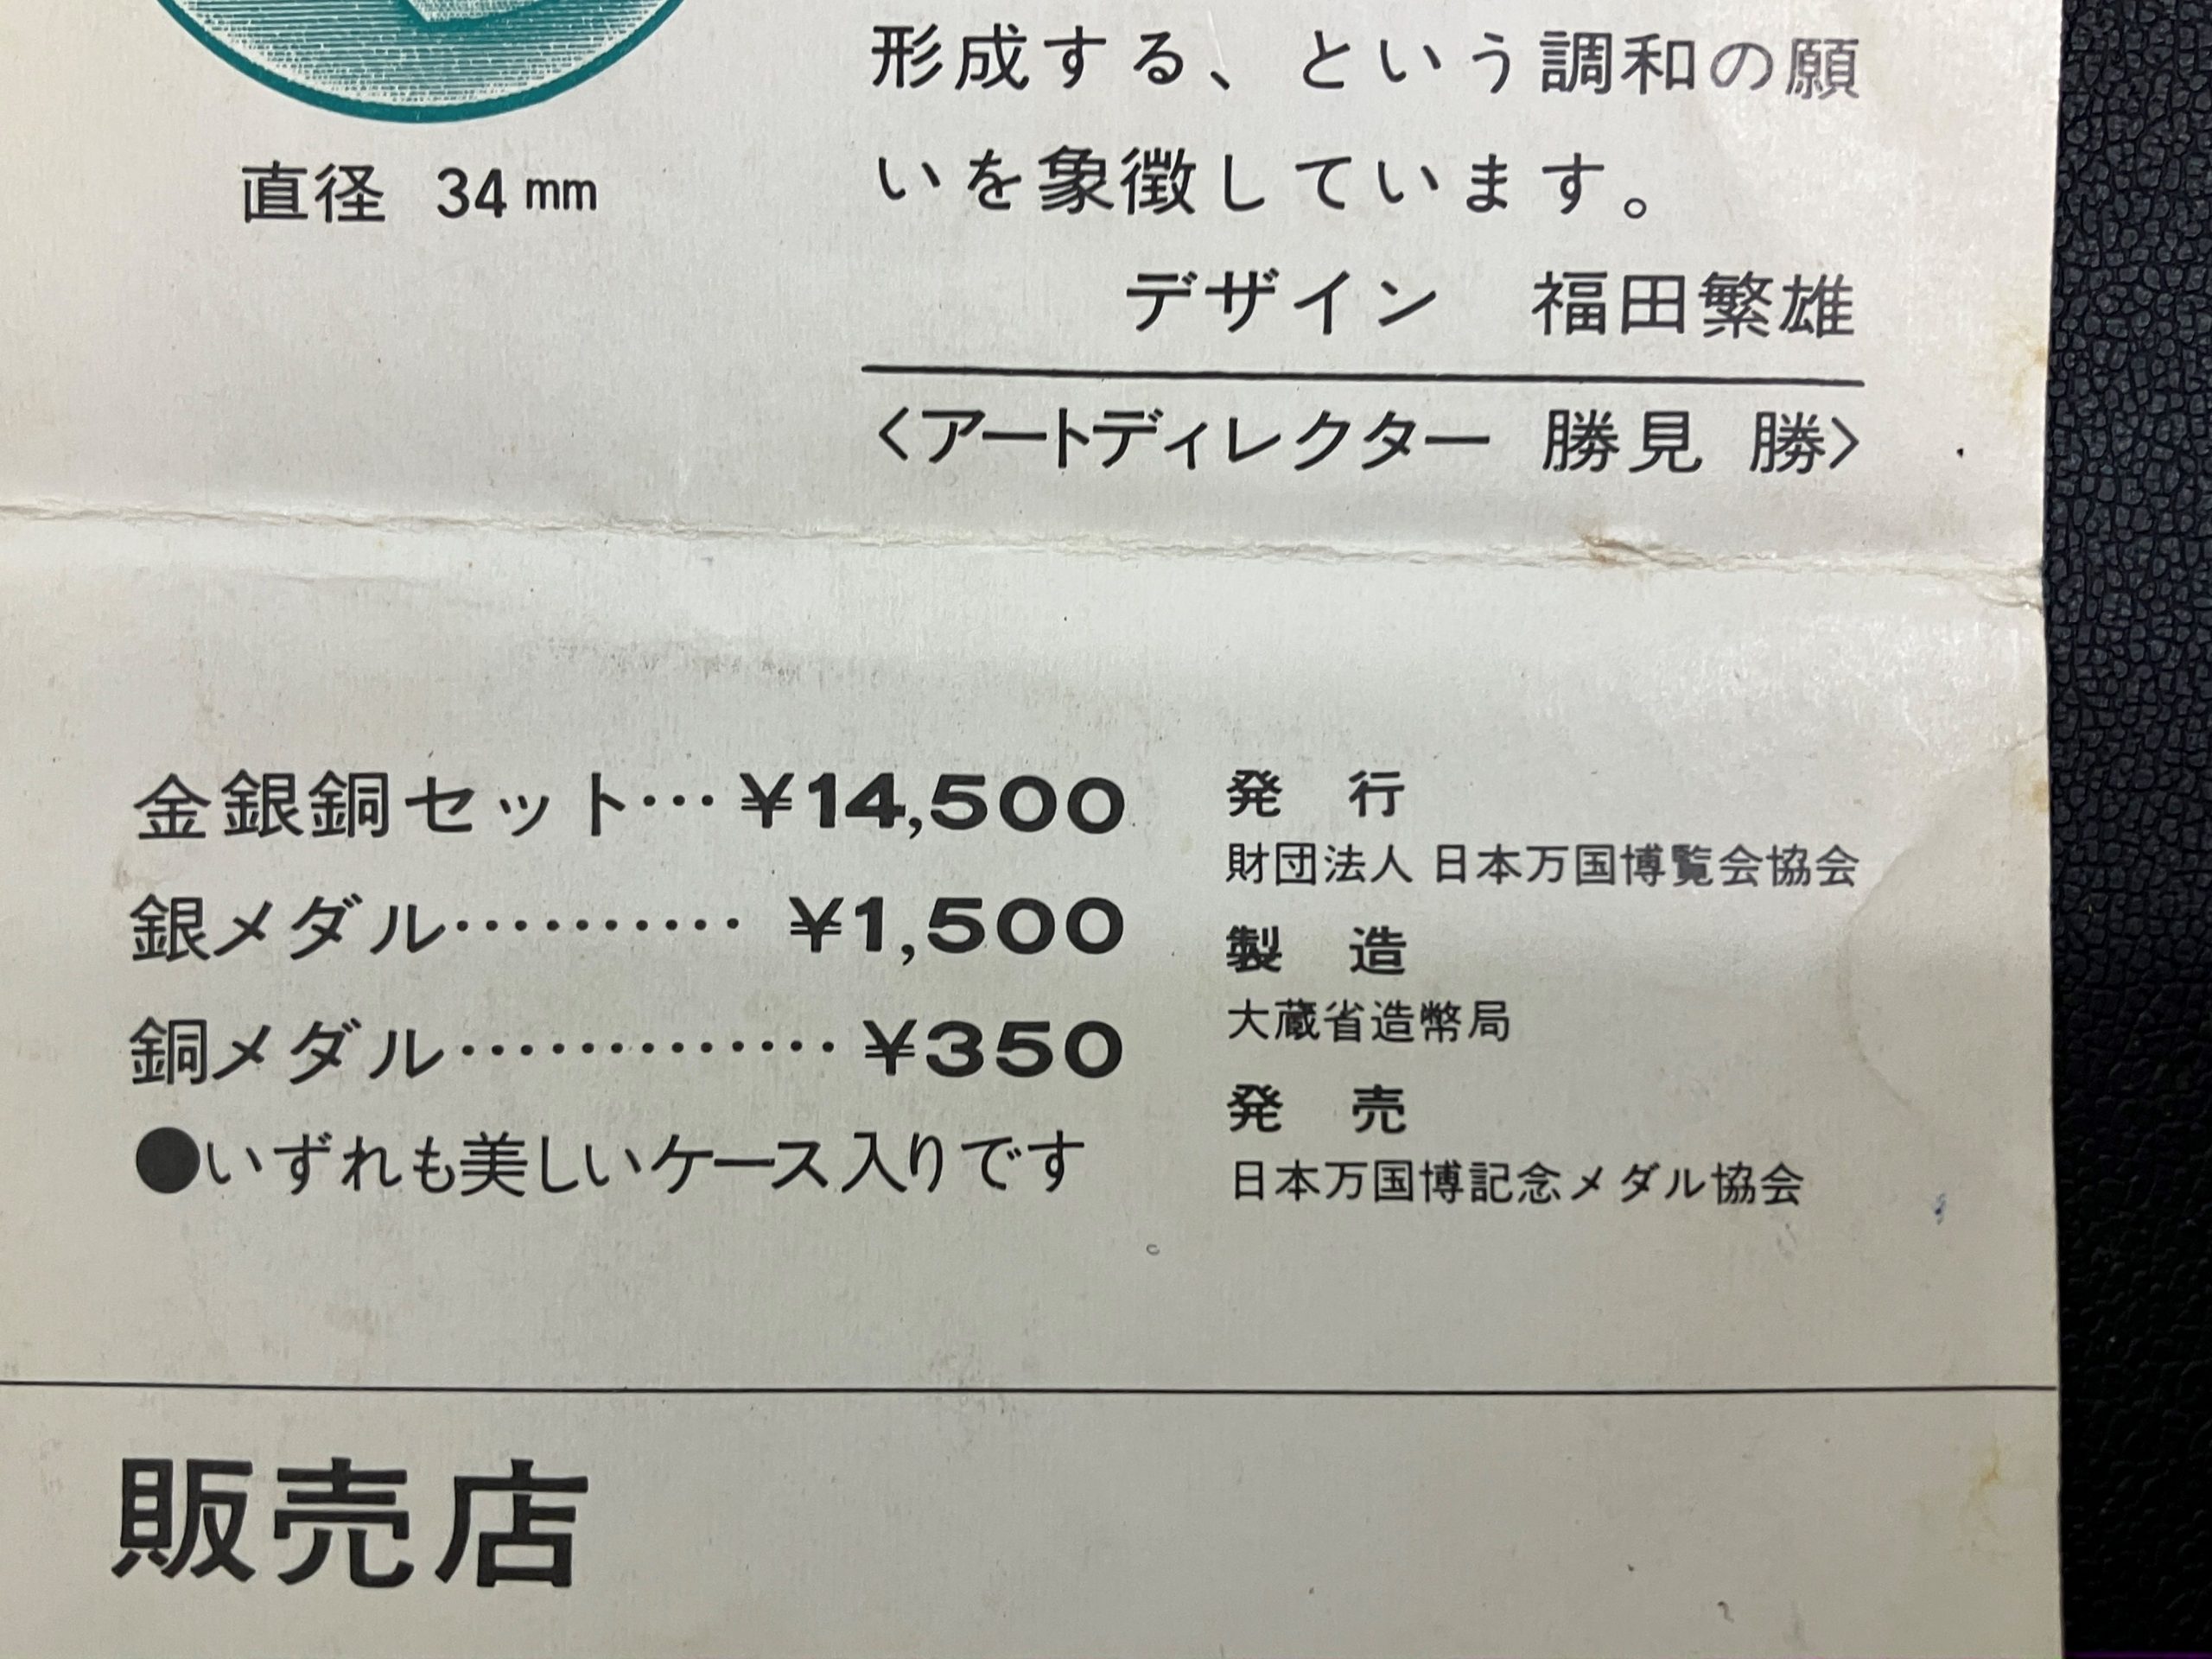 形成する、という調和の願
いを象徴しています。
デザイン 福田繁雄
〈アートディレクター 勝見 勝〉
直径 34 mm
金銀銅セット… ¥14,500
銀メダル………… ¥1,500
銅メダル…………… ¥350
●いずれも美しいケース入りです
発 行
財団法人 日本万国博覧会協会
製 造
大蔵省造幣局
発 売
日本万国博記念メダル協会
販売店